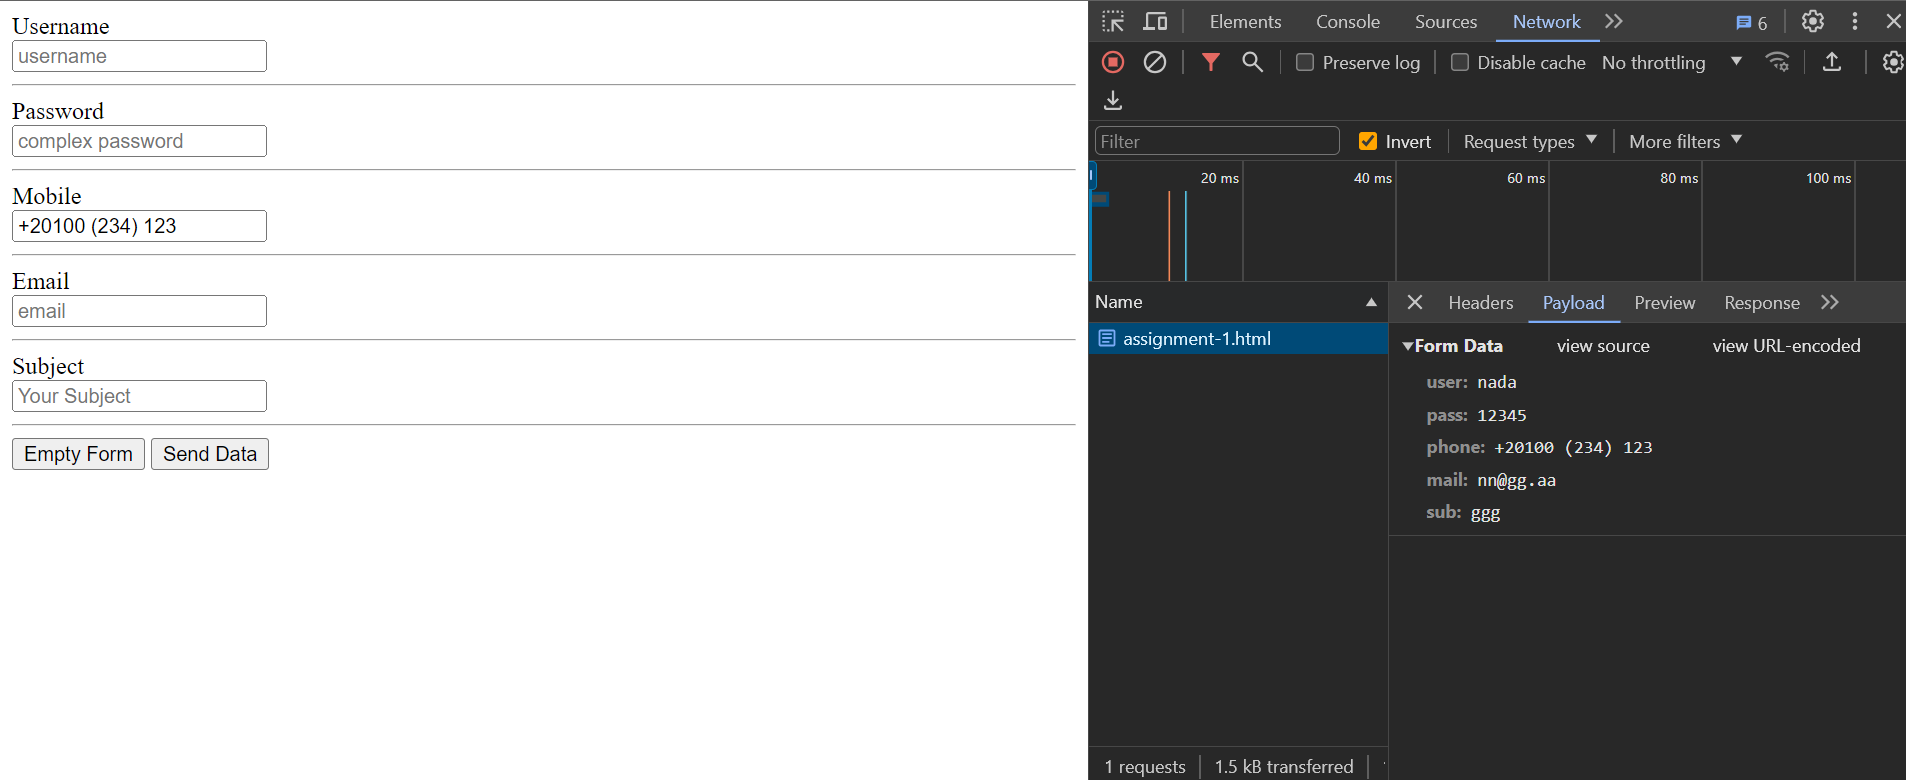 Username
username
Password
complex password
Mobile
+20100 (234) 123
Email
email
Subject
Your Subject
Empty Form Send Data
Elements Console Sources Network 6
Preserve log Disable cache No throttling
Filter Invert Request types More filters
20 ms 40 ms 60 ms 80 ms 100 ms
Name
assignment-1.html
Headers Payload Preview Response
Form Data view source view URL-encoded
user: nada
pass: 12345
phone: +20100 (234) 123
mail: nn@gg.aa
sub: ggg
1 requests 1.5 kB transferred